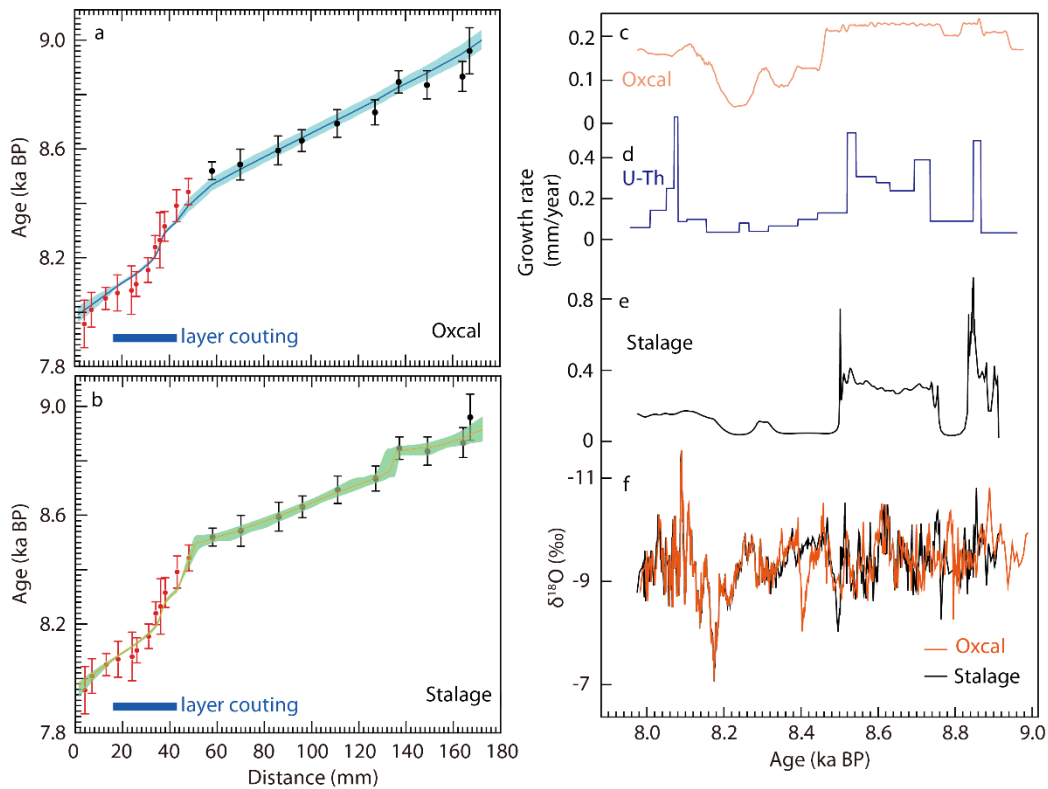 a
9.0
8.6
8.2
7.8
Age (ka BP)
layer couting
Oxcal
b
9.0
8.6
8.2
7.8
Age (ka BP)
layer couting
Stalage
0 20 40 60 80 100 120 140 160 180
Distance (mm)
c
Oxcal
0.2
0.1
0
d
U-Th
0.4
0
Growth rate
(mm/year)
e
Stalage
0.8
0.4
0
f
-11
-9
-7
δ¹⁸O (‰)
Oxcal
Stalage
8.0 8.2 8.4 8.6 8.8 9.0
Age (ka BP)